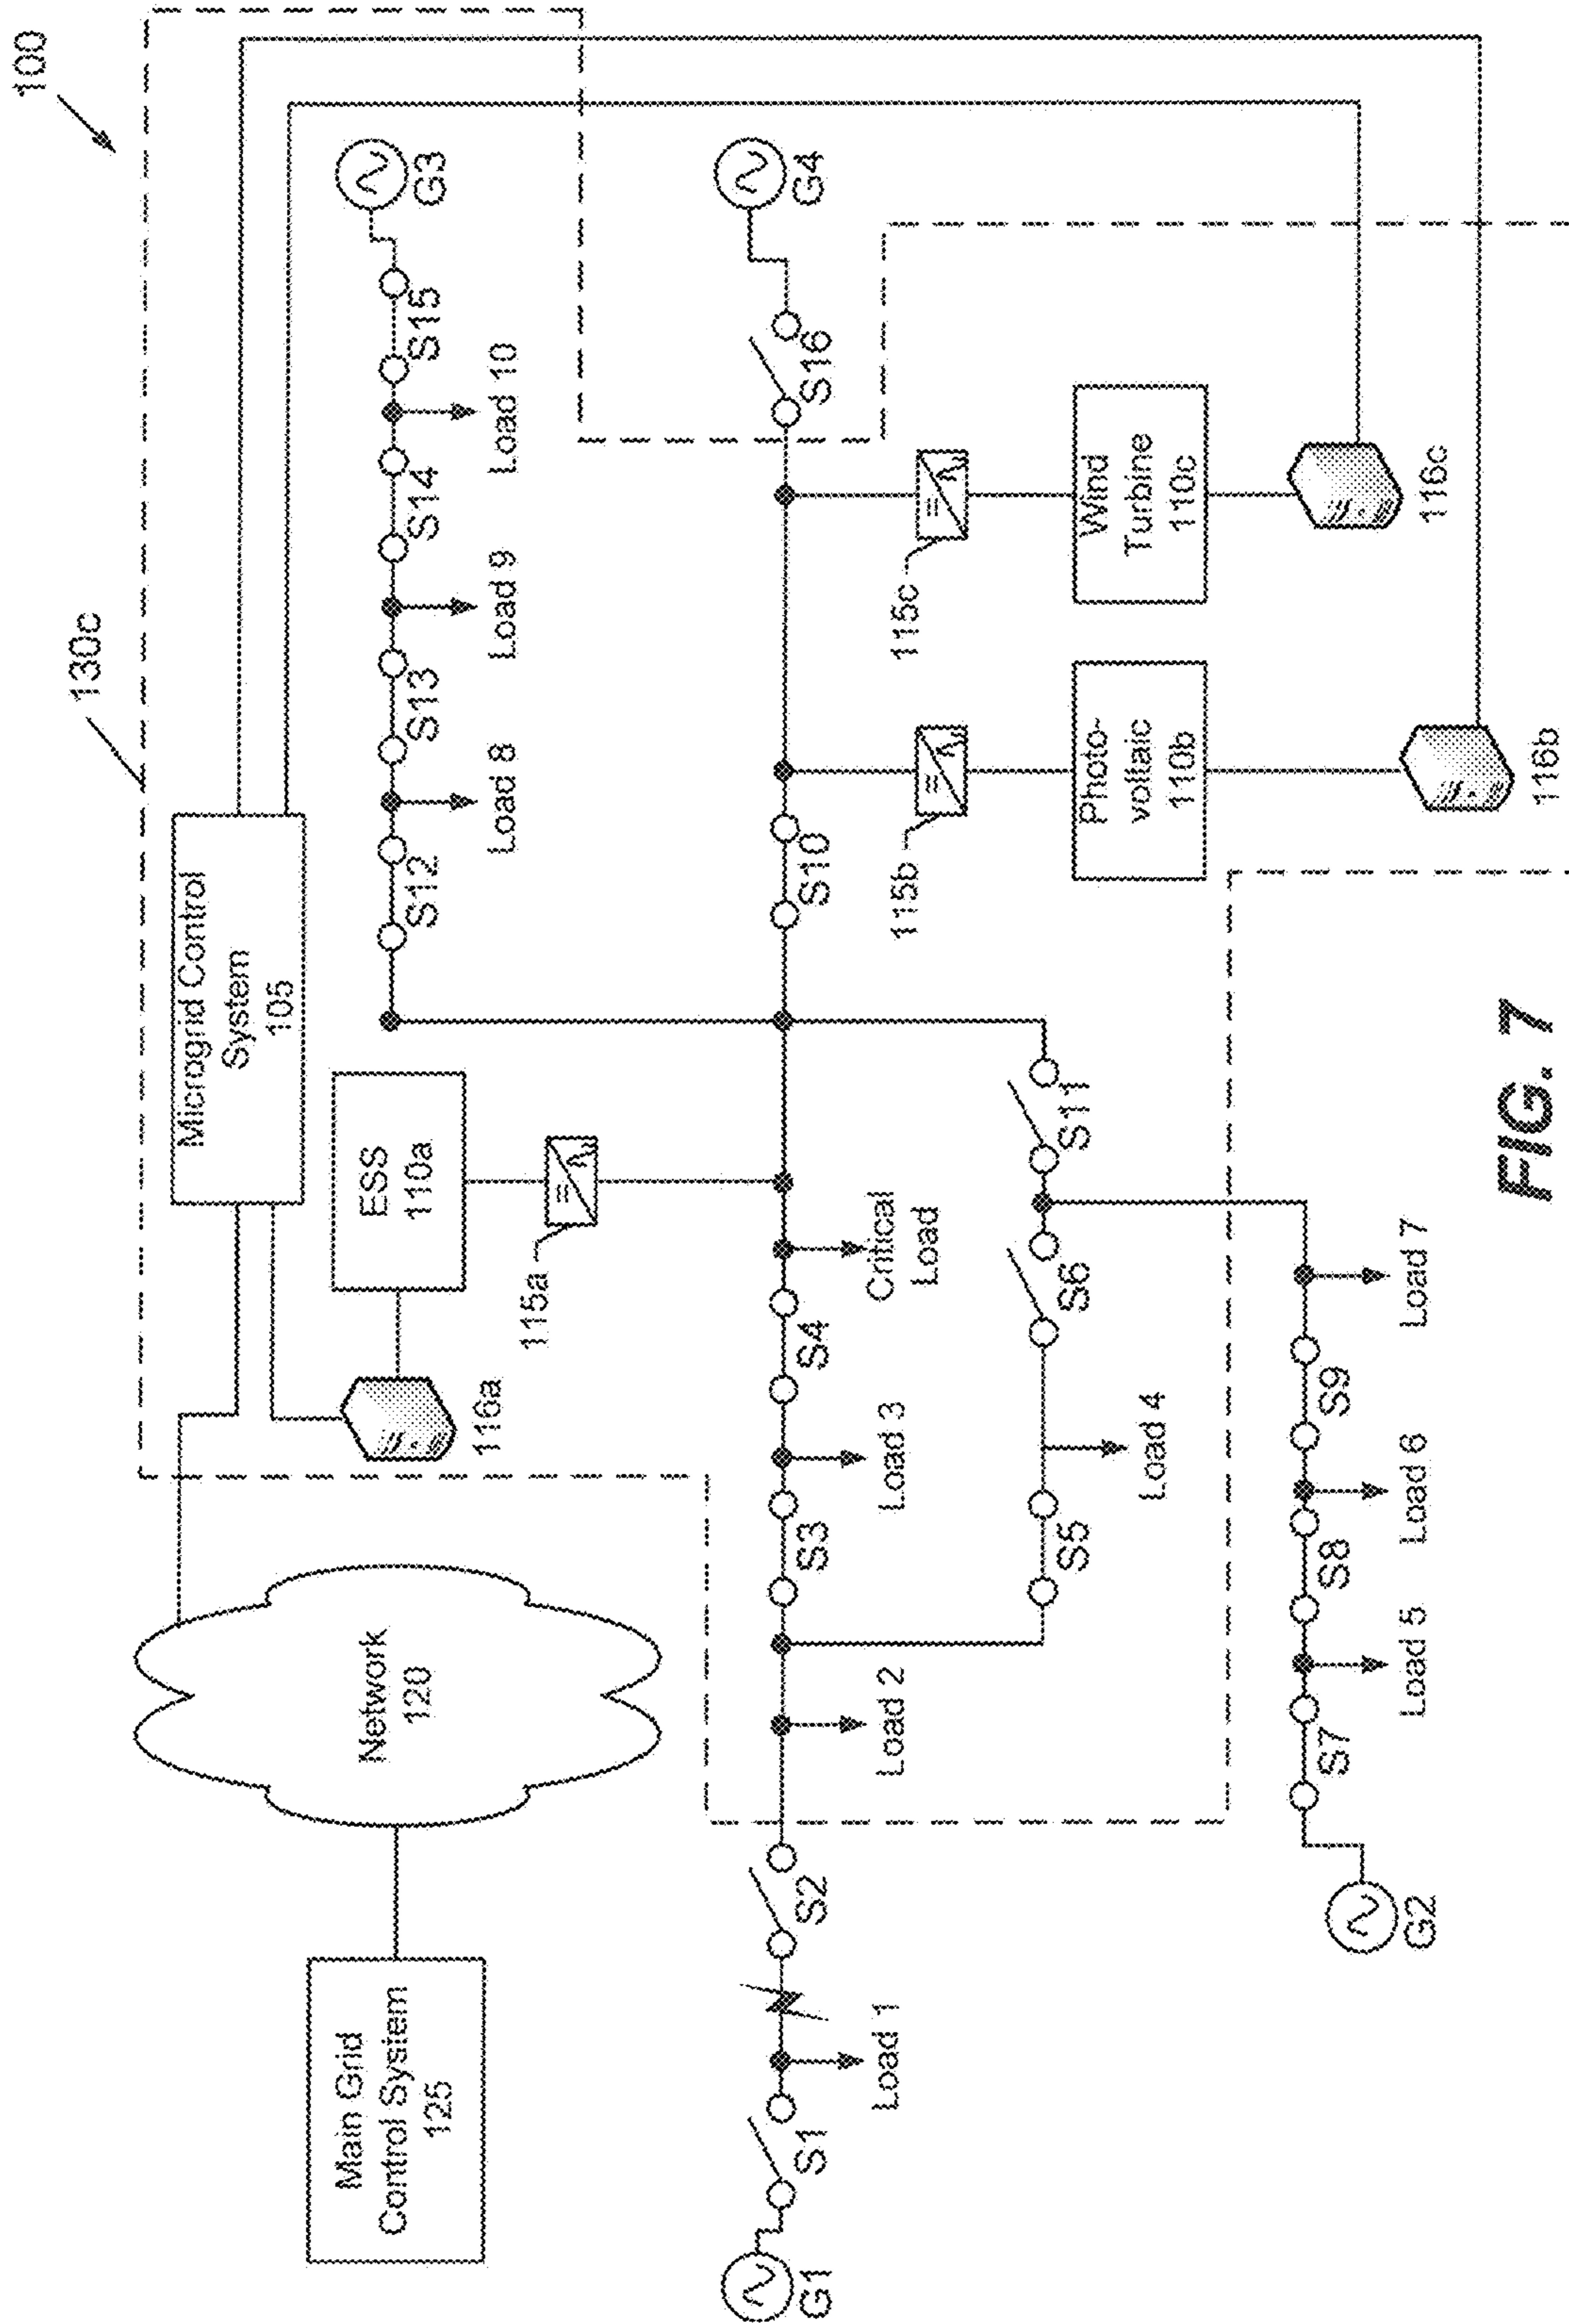 100
130c
Main Grid
Control System
125
Network
120
Microgrid Control
System
105
116a
ESS
110a
115a
G3
S12
S13
S14
S15
Load 8
Load 9
Load 10
G1
S1
Load 1
S2
Load 2
S3
Load 3
S4
Critical
Load
S10
S16
G4
S5
Load 4
S6
S11
115b
Photo-
voltaic
110b
116b
115c
Wind
Turbine
110c
116c
G2
S7
Load 5
S8
Load 6
S9
Load 7
FIG. 7